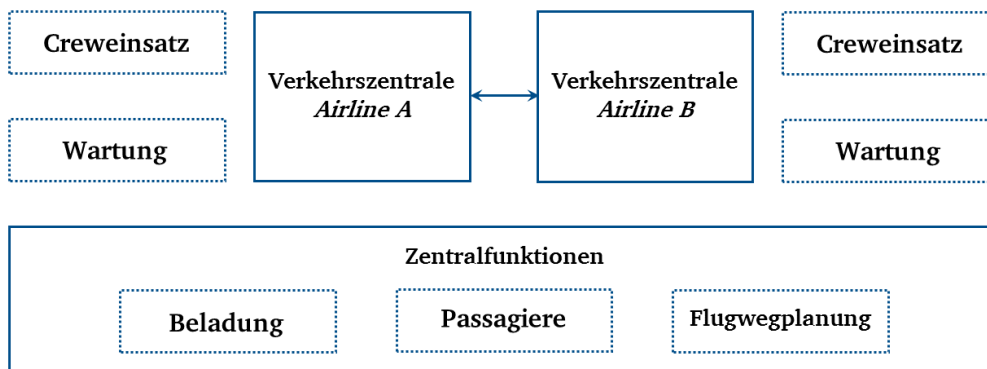 Creweinsatz
Verkehrszentrale
Airline A
Verkehrszentrale
Airline B
Creweinsatz
Wartung
Wartung
Zentralfunktionen
Beladung
Passagiere
Flugwegplanung